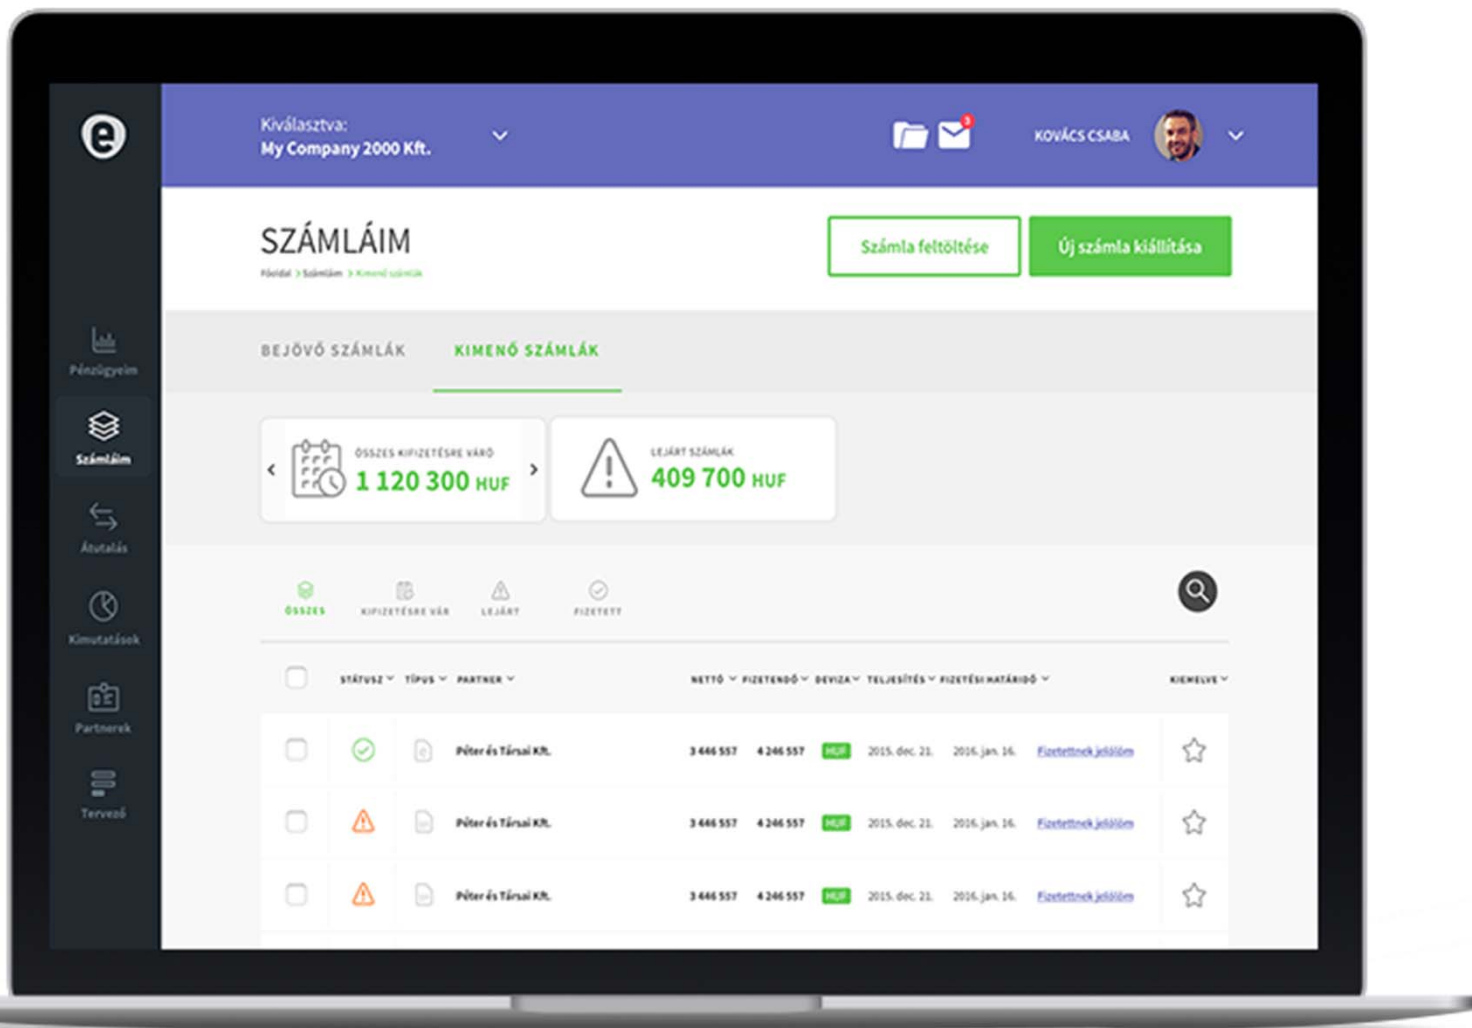 e
Kiválasztva:
My Company 2000 Kft.
3
KOVÁCS CSABA
SZÁMLÁIM
Főoldal > Számláim > Kimenő számlák
Számla feltöltése
Új számla kiállítása
Pénzügyeim
Számláim
Átutalás
Kimutatások
Partnerek
Tervező
BEJÖVŐ SZÁMLÁK
KIMENŐ SZÁMLÁK
ÖSSZES KIFIZETÉSRE VÁRÓ
1 120 300 HUF
LEJÁRT SZÁMLÁK
409 700 HUF
ÖSSZES KIFIZETÉSRE VÁR LEJÁRT FIZETETT
STÁTUSZ TÍPUS PARTNER NETTÓ FIZETENDŐ DEVIZA TELJESÍTÉS FIZETÉSI HATÁRIDŐ KIEMELVE
Péter és Társai Kft. 3 446 557 4 246 557 HUF 2015. dec. 21. 2016. jan. 16. Fizetettnek jelölöm
Péter és Társai Kft. 3 446 557 4 246 557 HUF 2015. dec. 21. 2016. jan. 16. Fizetettnek jelölöm
Péter és Társai Kft. 3 446 557 4 246 557 HUF 2015. dec. 21. 2016. jan. 16. Fizetettnek jelölöm